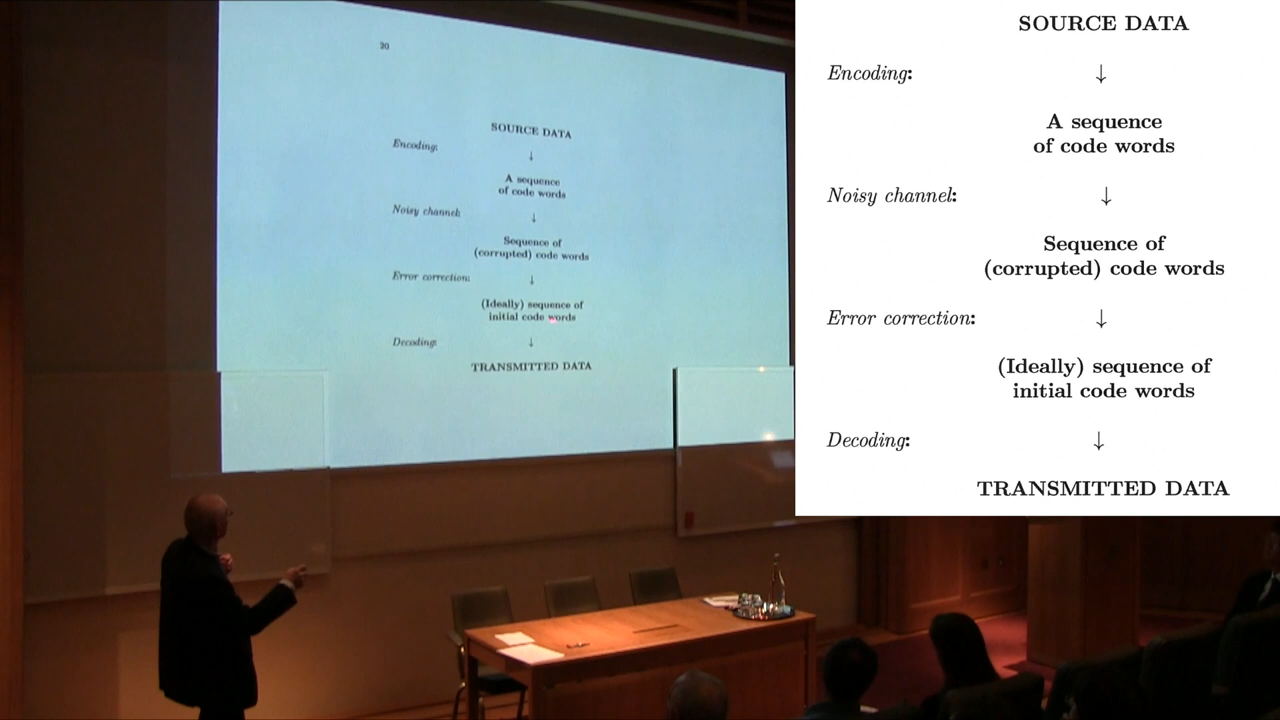 20
SOURCE DATA
Encoding:
↓
A sequence
of code words
Noisy channel:
↓
Sequence of
(corrupted) code words
Error correction:
↓
(Ideally) sequence of
initial code words
Decoding:
↓
TRANSMITTED DATA
SOURCE DATA
Encoding:
↓
A sequence
of code words
Noisy channel:
↓
Sequence of
(corrupted) code words
Error correction:
↓
(Ideally) sequence of
initial code words
Decoding:
↓
TRANSMITTED DATA